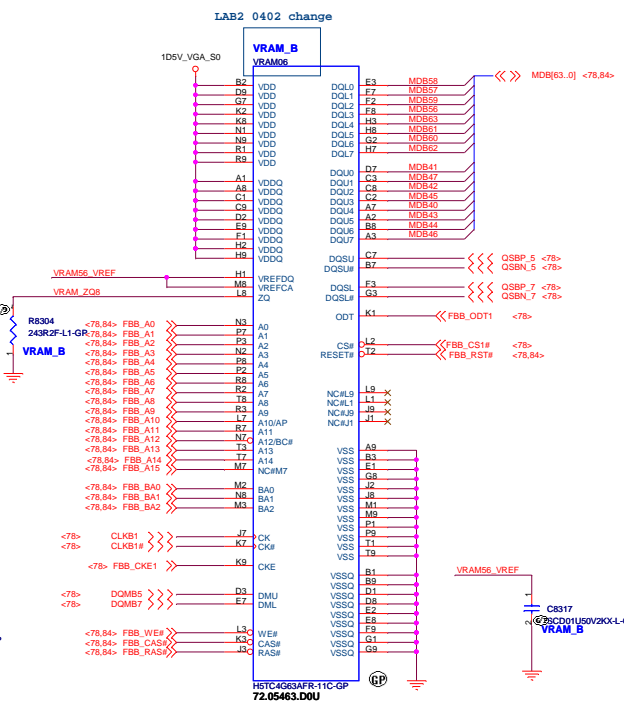 LAB2 0402 change
VRAM_B
VRAM06
1D5V_VGA_S0
B2 VDD
D9 VDD
G7 VDD
K2 VDD
K8 VDD
N1 VDD
N9 VDD
R1 VDD
R9 VDD
A1 VDDQ
A8 VDDQ
C1 VDDQ
C9 VDDQ
D2 VDDQ
E9 VDDQ
F1 VDDQ
H2 VDDQ
H9 VDDQ
VRAM56_VREF H1 VREFDQ
M8 VREFCA
VRAM_ZQ8 L8 ZQ
R8304
243R2F-L1-GP
VRAM_B
1
<78,84> FBB_A0 N3 A0
<78,84> FBB_A1 P7 A1
<78,84> FBB_A2 P3 A2
<78,84> FBB_A3 N2 A3
<78,84> FBB_A4 P8 A4
<78,84> FBB_A5 P2 A5
<78,84> FBB_A6 R8 A6
<78,84> FBB_A7 R2 A7
<78,84> FBB_A8 T8 A8
<78,84> FBB_A9 R3 A9
<78,84> FBB_A10 L7 A10/AP
<78,84> FBB_A11 R7 A11
<78,84> FBB_A12 N7 A12/BC#
<78,84> FBB_A13 T3 A13
<78,84> FBB_A14 T7 A14
<78,84> FBB_A15 M7 NC#M7
<78,84> FBB_BA0 M2 BA0
<78,84> FBB_BA1 N8 BA1
<78,84> FBB_BA2 M3 BA2
<78> CLKB1 J7 CK
<78> CLKB1# K7 CK#
<78> FBB_CKE1 K9 CKE
<78> DQMB5 D3 DMU
<78> DQMB7 E7 DML
<78,84> FBB_WE# L3 WE#
<78,84> FBB_CAS# K3 CAS#
<78,84> FBB_RAS# J3 RAS#
DQL0 E3 MDB58 MDB[63..0] <78,84>
DQL1 F7 MDB57
DQL2 F2 MDB59
DQL3 F8 MDB56
DQL4 H3 MDB63
DQL5 H8 MDB61
DQL6 G2 MDB60
DQL7 H7 MDB62
DQU0 D7 MDB41
DQU1 C3 MDB47
DQU2 C8 MDB42
DQU3 C2 MDB45
DQU4 A7 MDB40
DQU5 A2 MDB43
DQU6 B8 MDB44
DQU7 A3 MDB46
DQSU C7 QSBP_5 <78>
DQSU# B7 QSBN_5 <78>
DQSL F3 QSBP_7 <78>
DQSL# G3 QSBN_7 <78>
ODT K1 FBB_ODT1 <78>
CS# L2 FBB_CS1# <78>
RESET# T2 FBB_RST# <78,84>
NC#L9 L9
NC#L1 L1
NC#J9 J9
NC#J1 J1
VSS A9
VSS B3
VSS E1
VSS G8
VSS J2
VSS J8
VSS M1
VSS M9
VSS P1
VSS P9
VSS T1
VSS T9
VSSQ B1
VSSQ B9
VSSQ D1
VSSQ D8
VSSQ E2
VSSQ E8
VSSQ F9
VSSQ G1
VSSQ G9
VRAM56_VREF
1
C8317
2
VRAM_B
GP
H5TC4G63AFR-11C-GP
72.05463.D0U